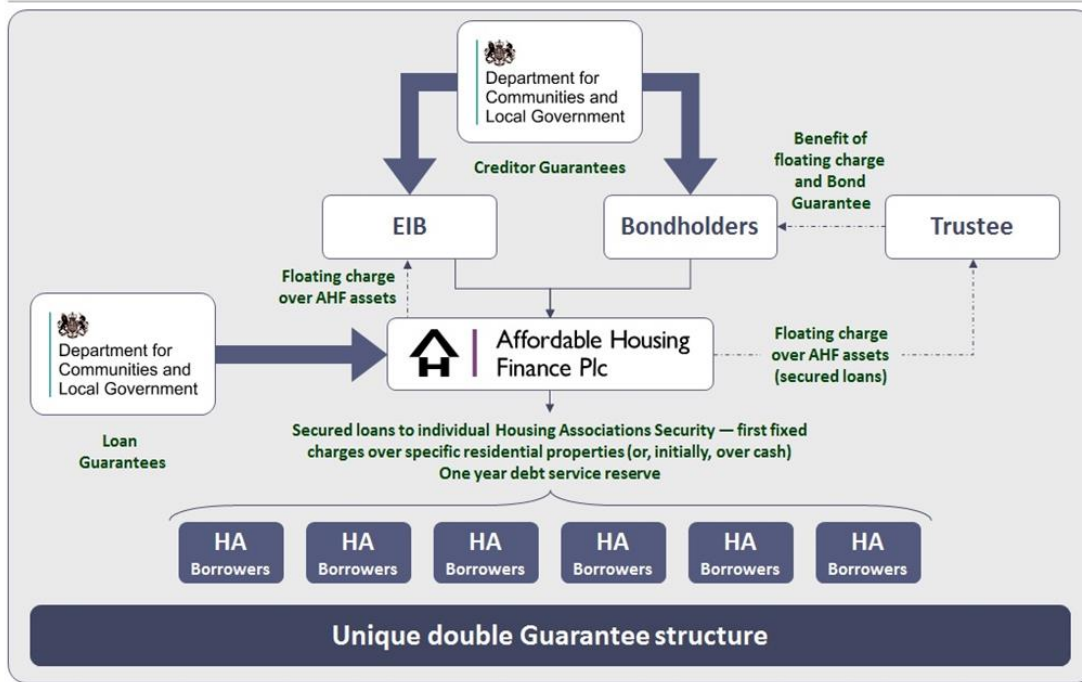 Department for
Communities and
Local Government
Creditor Guarantees
Benefit of
floating charge
and Bond
Guarantee
EIB
Bondholders
Trustee
Floating charge
over AHF assets
Department for
Communities and
Local Government
Loan
Guarantees
Affordable Housing
Finance Plc
Floating charge
over AHF assets
(secured loans)
Secured loans to individual Housing Associations Security — first fixed
charges over specific residential properties (or, initially, over cash)
One year debt service reserve
HA
Borrowers
HA
Borrowers
HA
Borrowers
HA
Borrowers
HA
Borrowers
HA
Borrowers
Unique double Guarantee structure